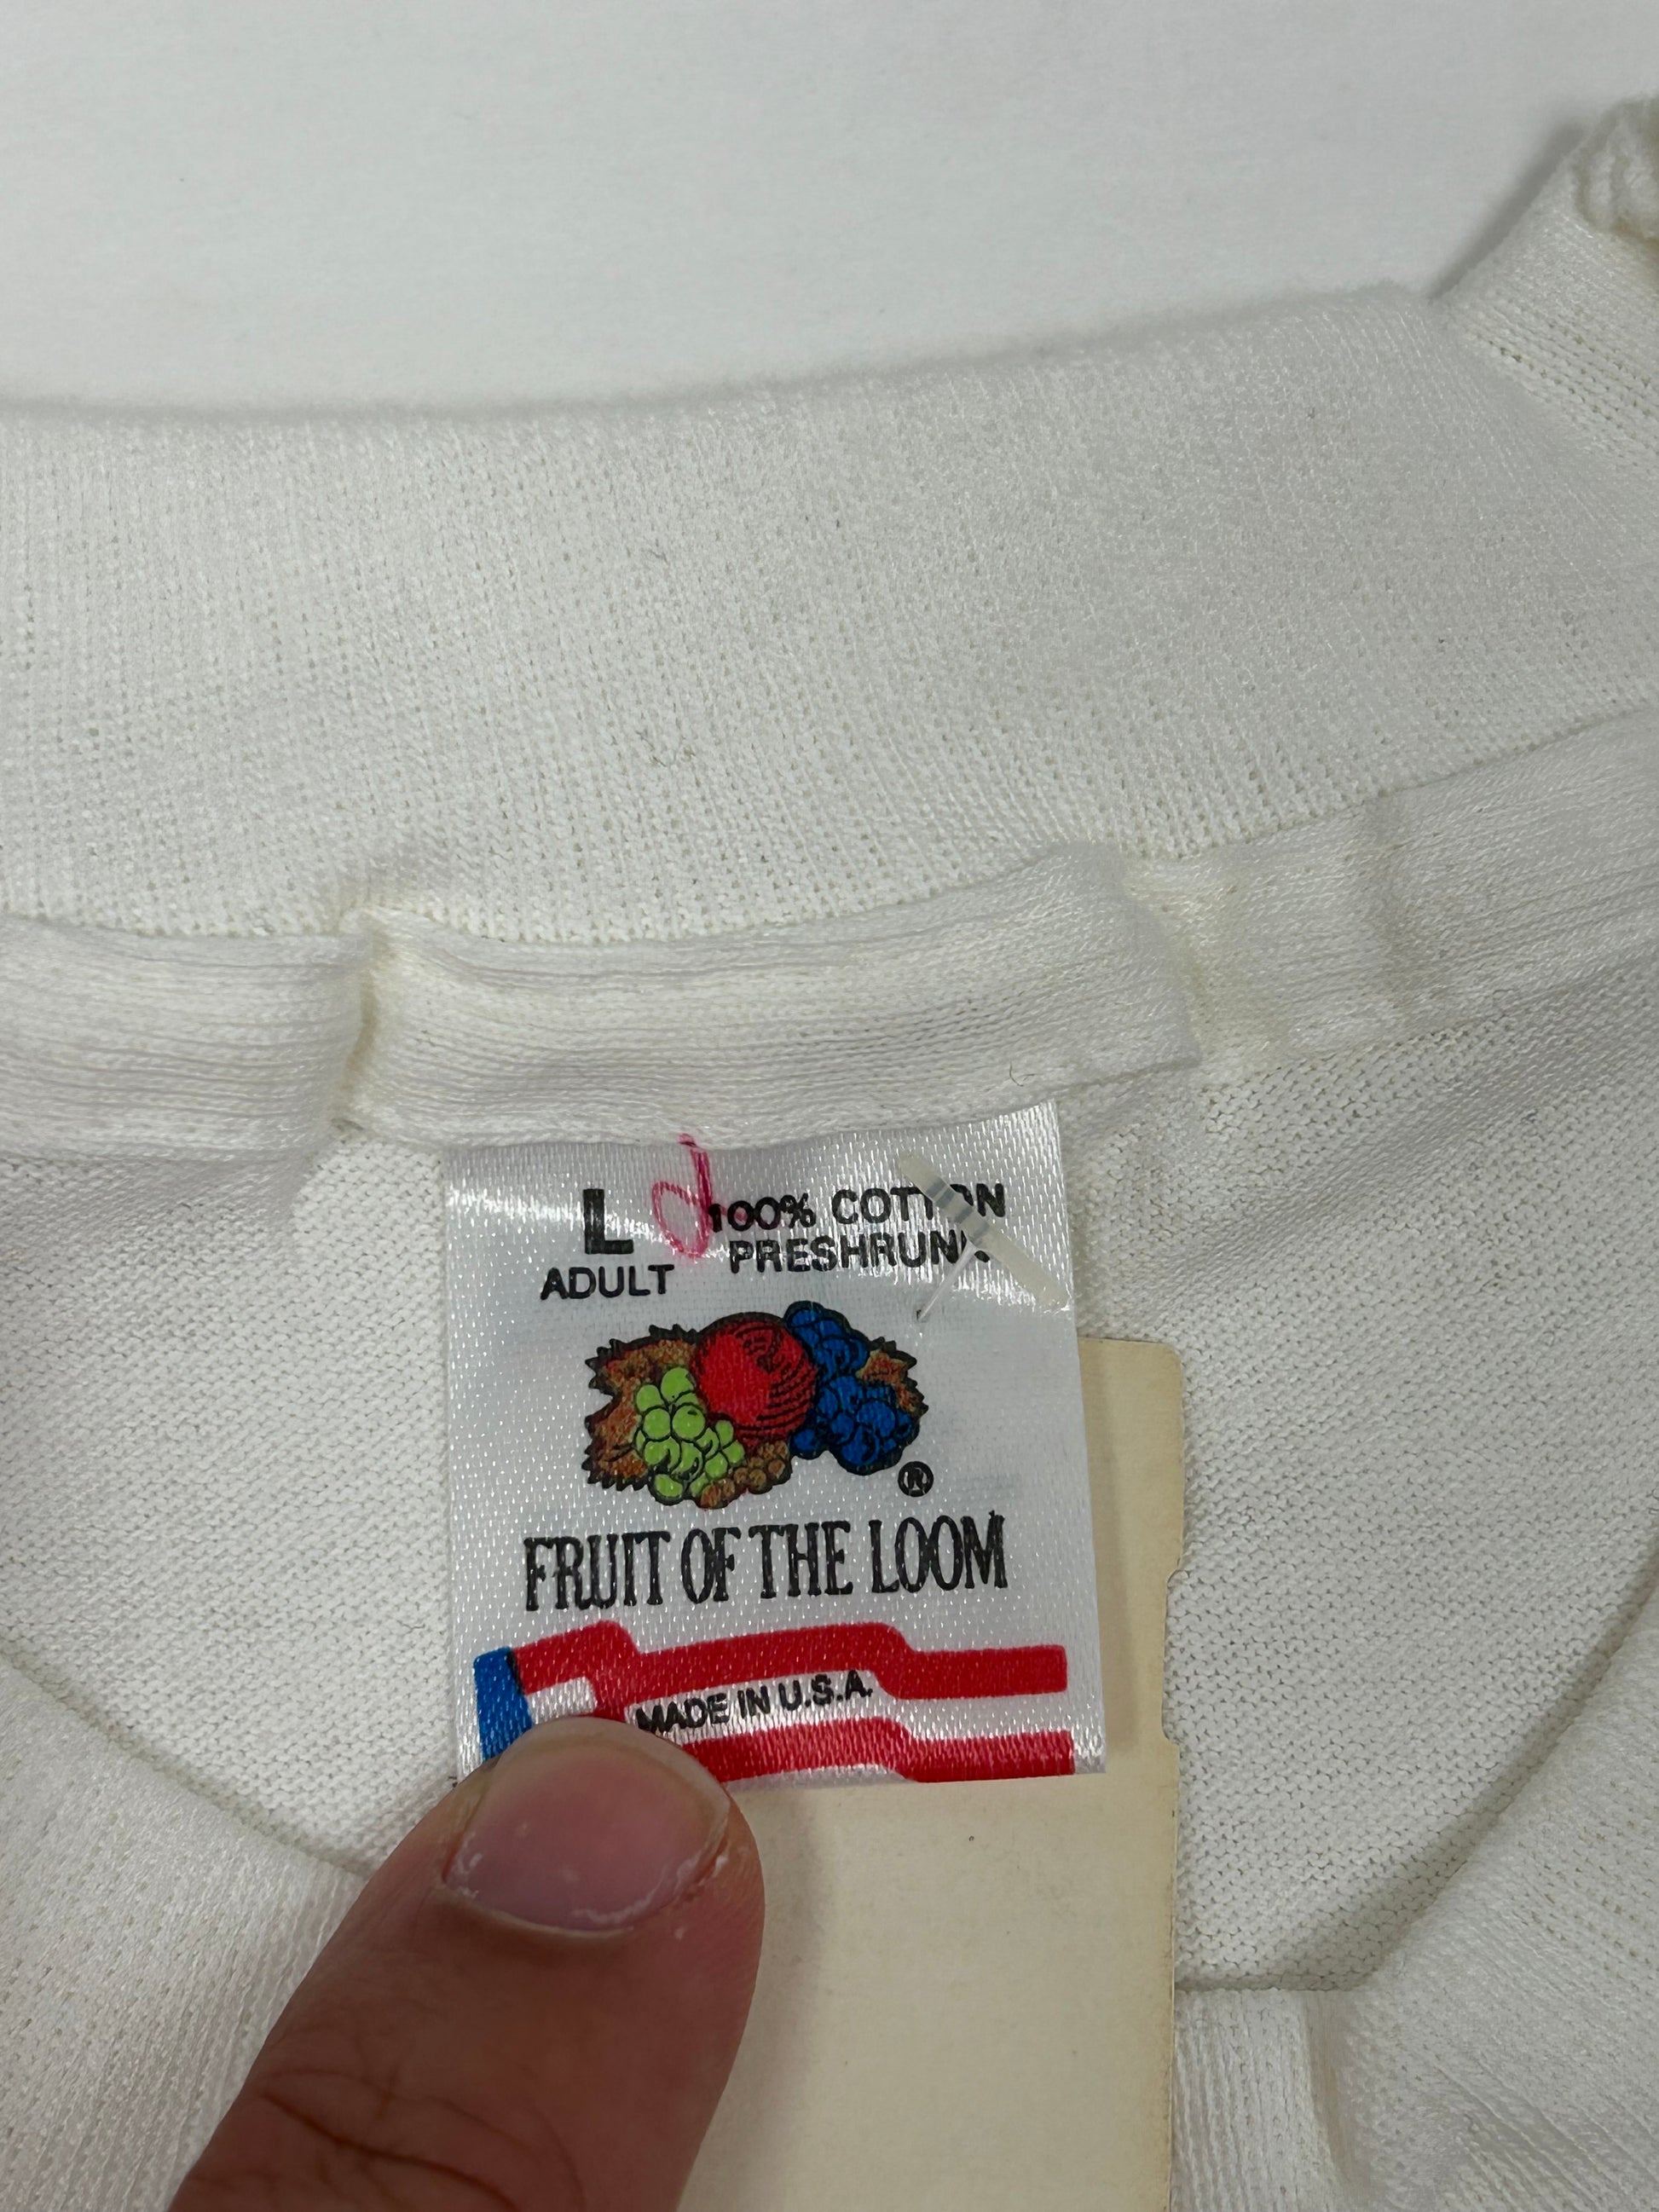 L
ADULT
100% COTTON
PRESHRUNK
®
FRUIT OF THE LOOM
MADE IN U.S.A.